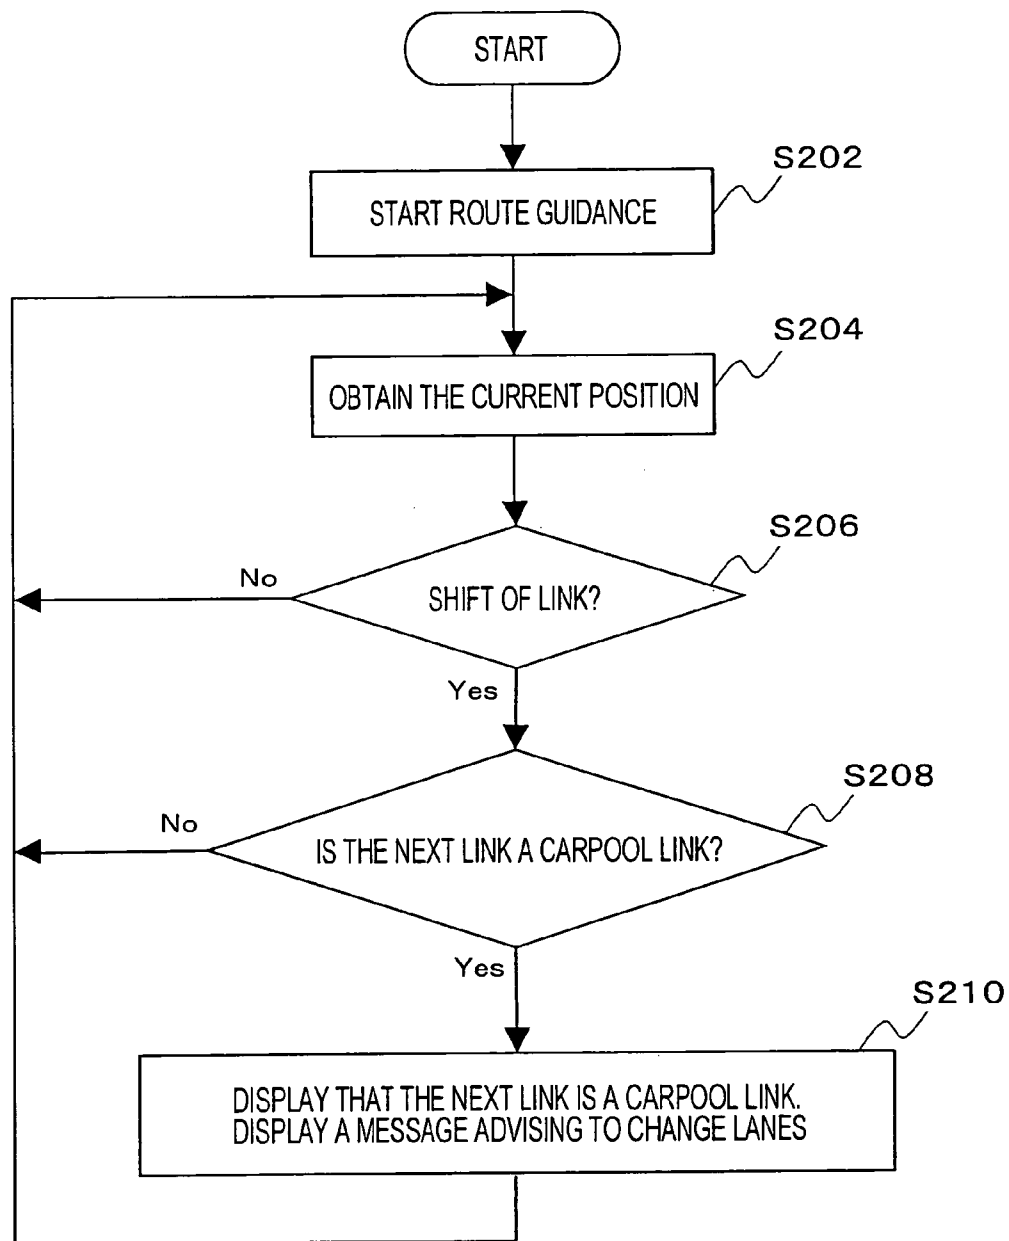 START
S202
START ROUTE GUIDANCE
S204
OBTAIN THE CURRENT POSITION
S206
No
SHIFT OF LINK?
Yes
S208
No
IS THE NEXT LINK A CARPOOL LINK?
Yes
S210
DISPLAY THAT THE NEXT LINK IS A CARPOOL LINK.
DISPLAY A MESSAGE ADVISING TO CHANGE LANES